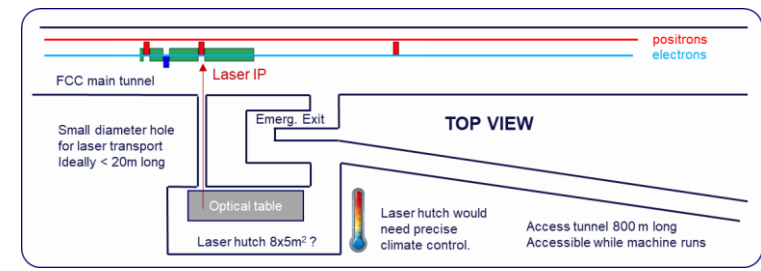 positrons
electrons
Laser IP
FCC main tunnel
Small diameter hole
for laser transport
Ideally < 20m long
Emerg. Exit
TOP VIEW
Optical table
Laser hutch 8x5m² ?
Laser hutch would
need precise
climate control.
Access tunnel 800 m long
Accessible while machine runs